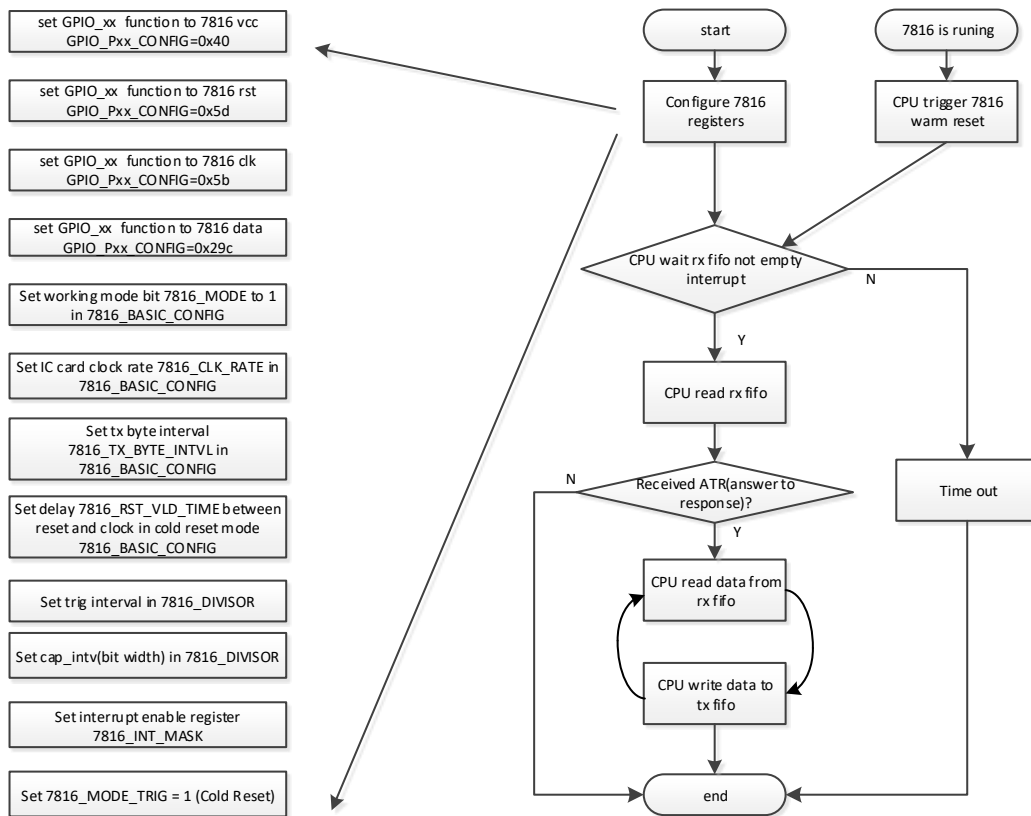 set GPIO_xx function to 7816 vcc
GPIO_Pxx_CONFIG=0x40
set GPIO_xx function to 7816 rst
GPIO_Pxx_CONFIG=0x5d
set GPIO_xx function to 7816 clk
GPIO_Pxx_CONFIG=0x5b
set GPIO_xx function to 7816 data
GPIO_Pxx_CONFIG=0x29c
Set working mode bit 7816_MODE to 1
in 7816_BASIC_CONFIG
Set IC card clock rate 7816_CLK_RATE in
7816_BASIC_CONFIG
Set tx byte interval
7816_TX_BYTE_INTVL in
7816_BASIC_CONFIG
Set delay 7816_RST_VLD_TIME between
reset and clock in cold reset mode
7816_BASIC_CONFIG
Set trig interval in 7816_DIVISOR
Set cap_intv(bit width) in 7816_DIVISOR
Set interrupt enable register
7816_INT_MASK
Set 7816_MODE_TRIG = 1 (Cold Reset)
start
Configure 7816
registers
7816 is runing
CPU trigger 7816
warm reset
CPU wait rx fifo not empty
interrupt
N
Y
CPU read rx fifo
Received ATR(answer to
response)?
N
Y
Time out
CPU read data from
rx fifo
CPU write data to
tx fifo
end